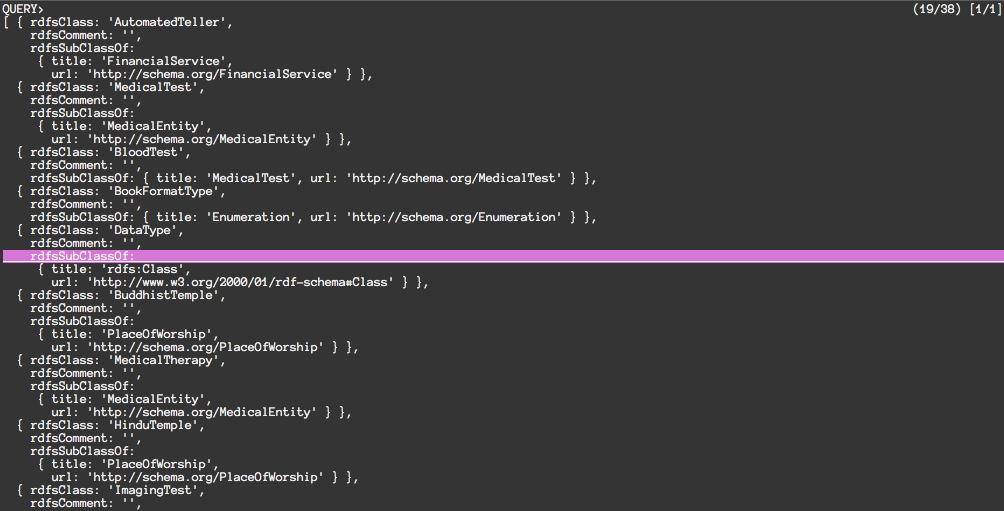 QUERY> (19/38) [1/1]
[ { rdfsClass: 'AutomatedTeller',
rdfsComment: '',
rdfsSubClassOf:
{ title: 'FinancialService',
url: 'http://schema.org/FinancialService' } },
{ rdfsClass: 'MedicalTest',
rdfsComment: '',
rdfsSubClassOf:
{ title: 'MedicalEntity',
url: 'http://schema.org/MedicalEntity' } },
{ rdfsClass: 'BloodTest',
rdfsComment: '',
rdfsSubClassOf: { title: 'MedicalTest', url: 'http://schema.org/MedicalTest' } },
{ rdfsClass: 'BookFormatType',
rdfsComment: '',
rdfsSubClassOf: { title: 'Enumeration', url: 'http://schema.org/Enumeration' } },
{ rdfsClass: 'DataType',
rdfsComment: '',
rdfsSubClassOf:
{ title: 'rdfs:Class',
url: 'http://www.w3.org/2000/01/rdf-schema#Class' } },
{ rdfsClass: 'BuddhistTemple',
rdfsComment: '',
rdfsSubClassOf:
{ title: 'PlaceOfWorship',
url: 'http://schema.org/PlaceOfWorship' } },
{ rdfsClass: 'MedicalTherapy',
rdfsComment: '',
rdfsSubClassOf:
{ title: 'MedicalEntity',
url: 'http://schema.org/MedicalEntity' } },
{ rdfsClass: 'HinduTemple',
rdfsComment: '',
rdfsSubClassOf:
{ title: 'PlaceOfWorship',
url: 'http://schema.org/PlaceOfWorship' } },
{ rdfsClass: 'ImagingTest',
rdfsComment: '',